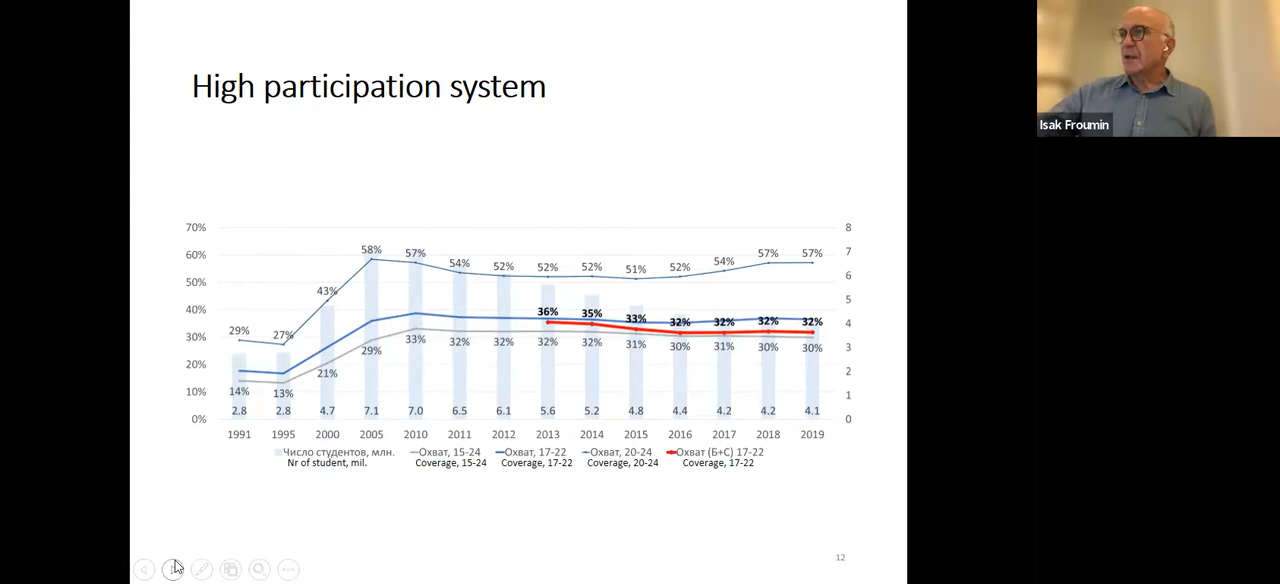 High participation system
Isak Froumin
70%
60%
50%
40%
30%
20%
10%
0%
8
7
6
5
4
3
2
1
0
29% 27% 43% 58% 57% 54% 52% 52% 52% 51% 52% 54% 57% 57%
36% 35% 33% 32% 32% 32% 32%
14% 13% 21% 29% 33% 32% 32% 32% 32% 31% 30% 31% 30% 30%
2.8 2.8 4.7 7.1 7.0 6.5 6.1 5.6 5.2 4.8 4.4 4.2 4.2 4.1
1991 1995 2000 2005 2010 2011 2012 2013 2014 2015 2016 2017 2018 2019
Число студентов, млн. Охват, 15-24 Охват, 17-22 Охват, 20-24 Охват (Б+С) 17-22
Nr of student, mil. Coverage, 15-24 Coverage, 17-22 Coverage, 20-24 Coverage, 17-22
12